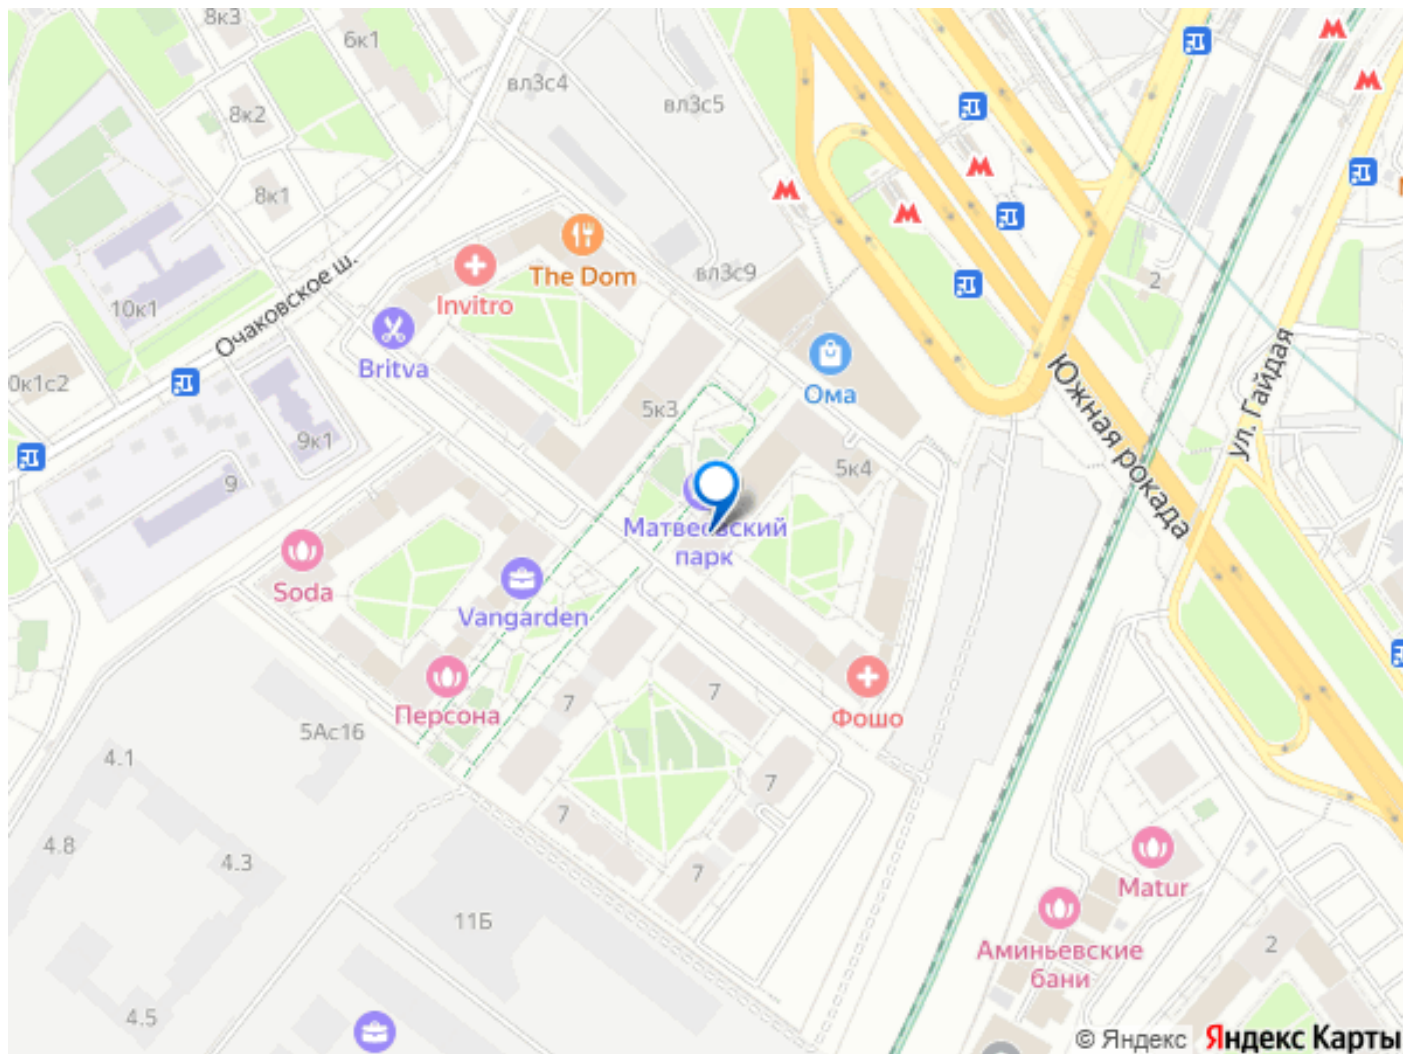 8к3
6к1
вл3с4
вл3с5
8к2
8к1
вл3с9
2
The Dom
Invitro
10к1
Очаковское ш.
Britva
0к1с2
Ома
Южная рокада
ул. Гайдая
5к3
9к1
9
5к4
Матвеевский
парк
Soda
Vangarden
Персона
7
7
Фошо
5Ас16
4.1
7
7
4.8
4.3
7
Matur
11Б
Аминьевские
бани
2
4.5
© Яндекс Яндекс Карты